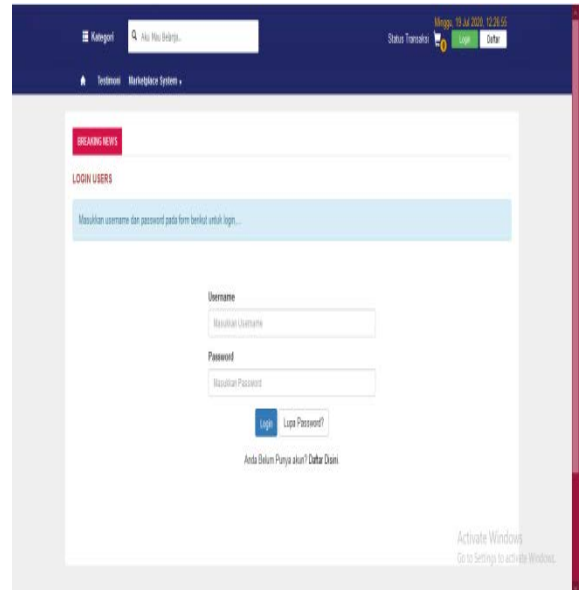 Minggu, 19 Jul 2020, 12:26:55
Kategori
Aku Mau Belanja...
Status Transaksi
0
Login
Daftar
Testimoni
Marketplace System
BREAKING NEWS
LOGIN USERS
Masukkan username dan password pada form berikut untuk login....
Username
Masukkan Username
Password
Masukkan Password
Login
Lupa Password?
Anda Belum Punya akun? Daftar Disini.
Activate Windows
Go to Settings to activate Windows.